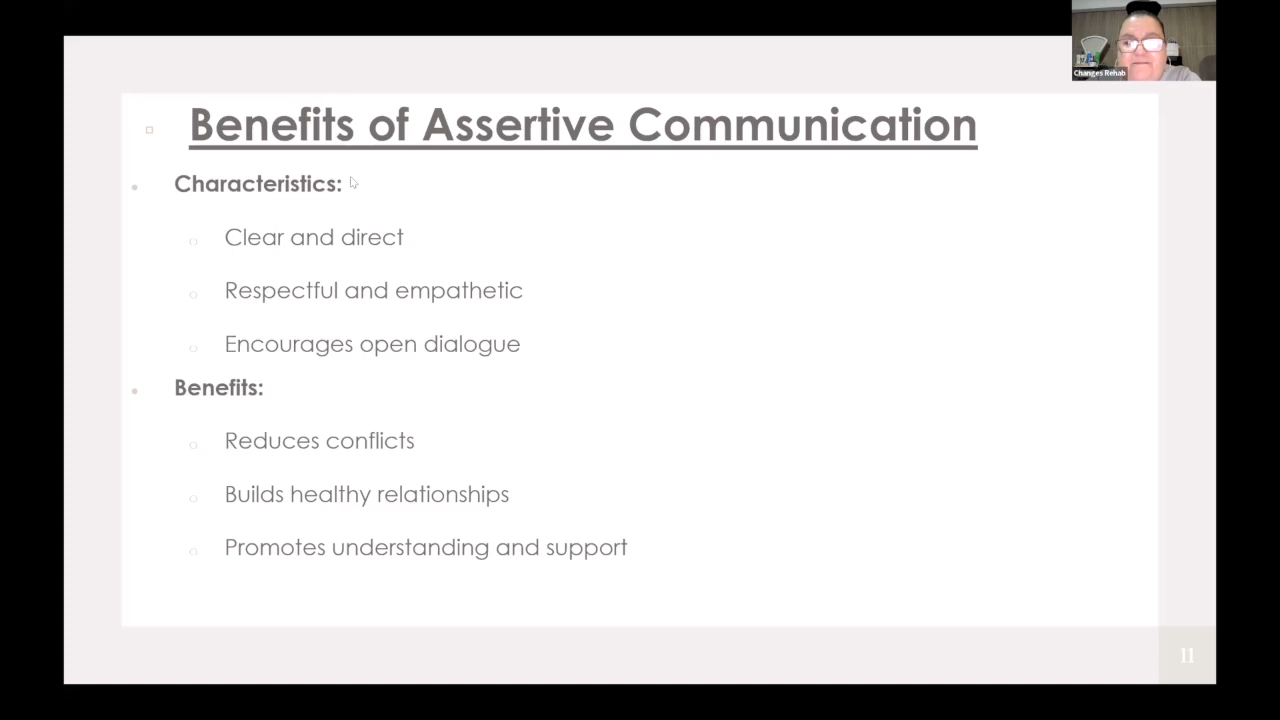 Changes Rehab
Benefits of Assertive Communication
Characteristics:
Clear and direct
Respectful and empathetic
Encourages open dialogue
Benefits:
Reduces conflicts
Builds healthy relationships
Promotes understanding and support
11